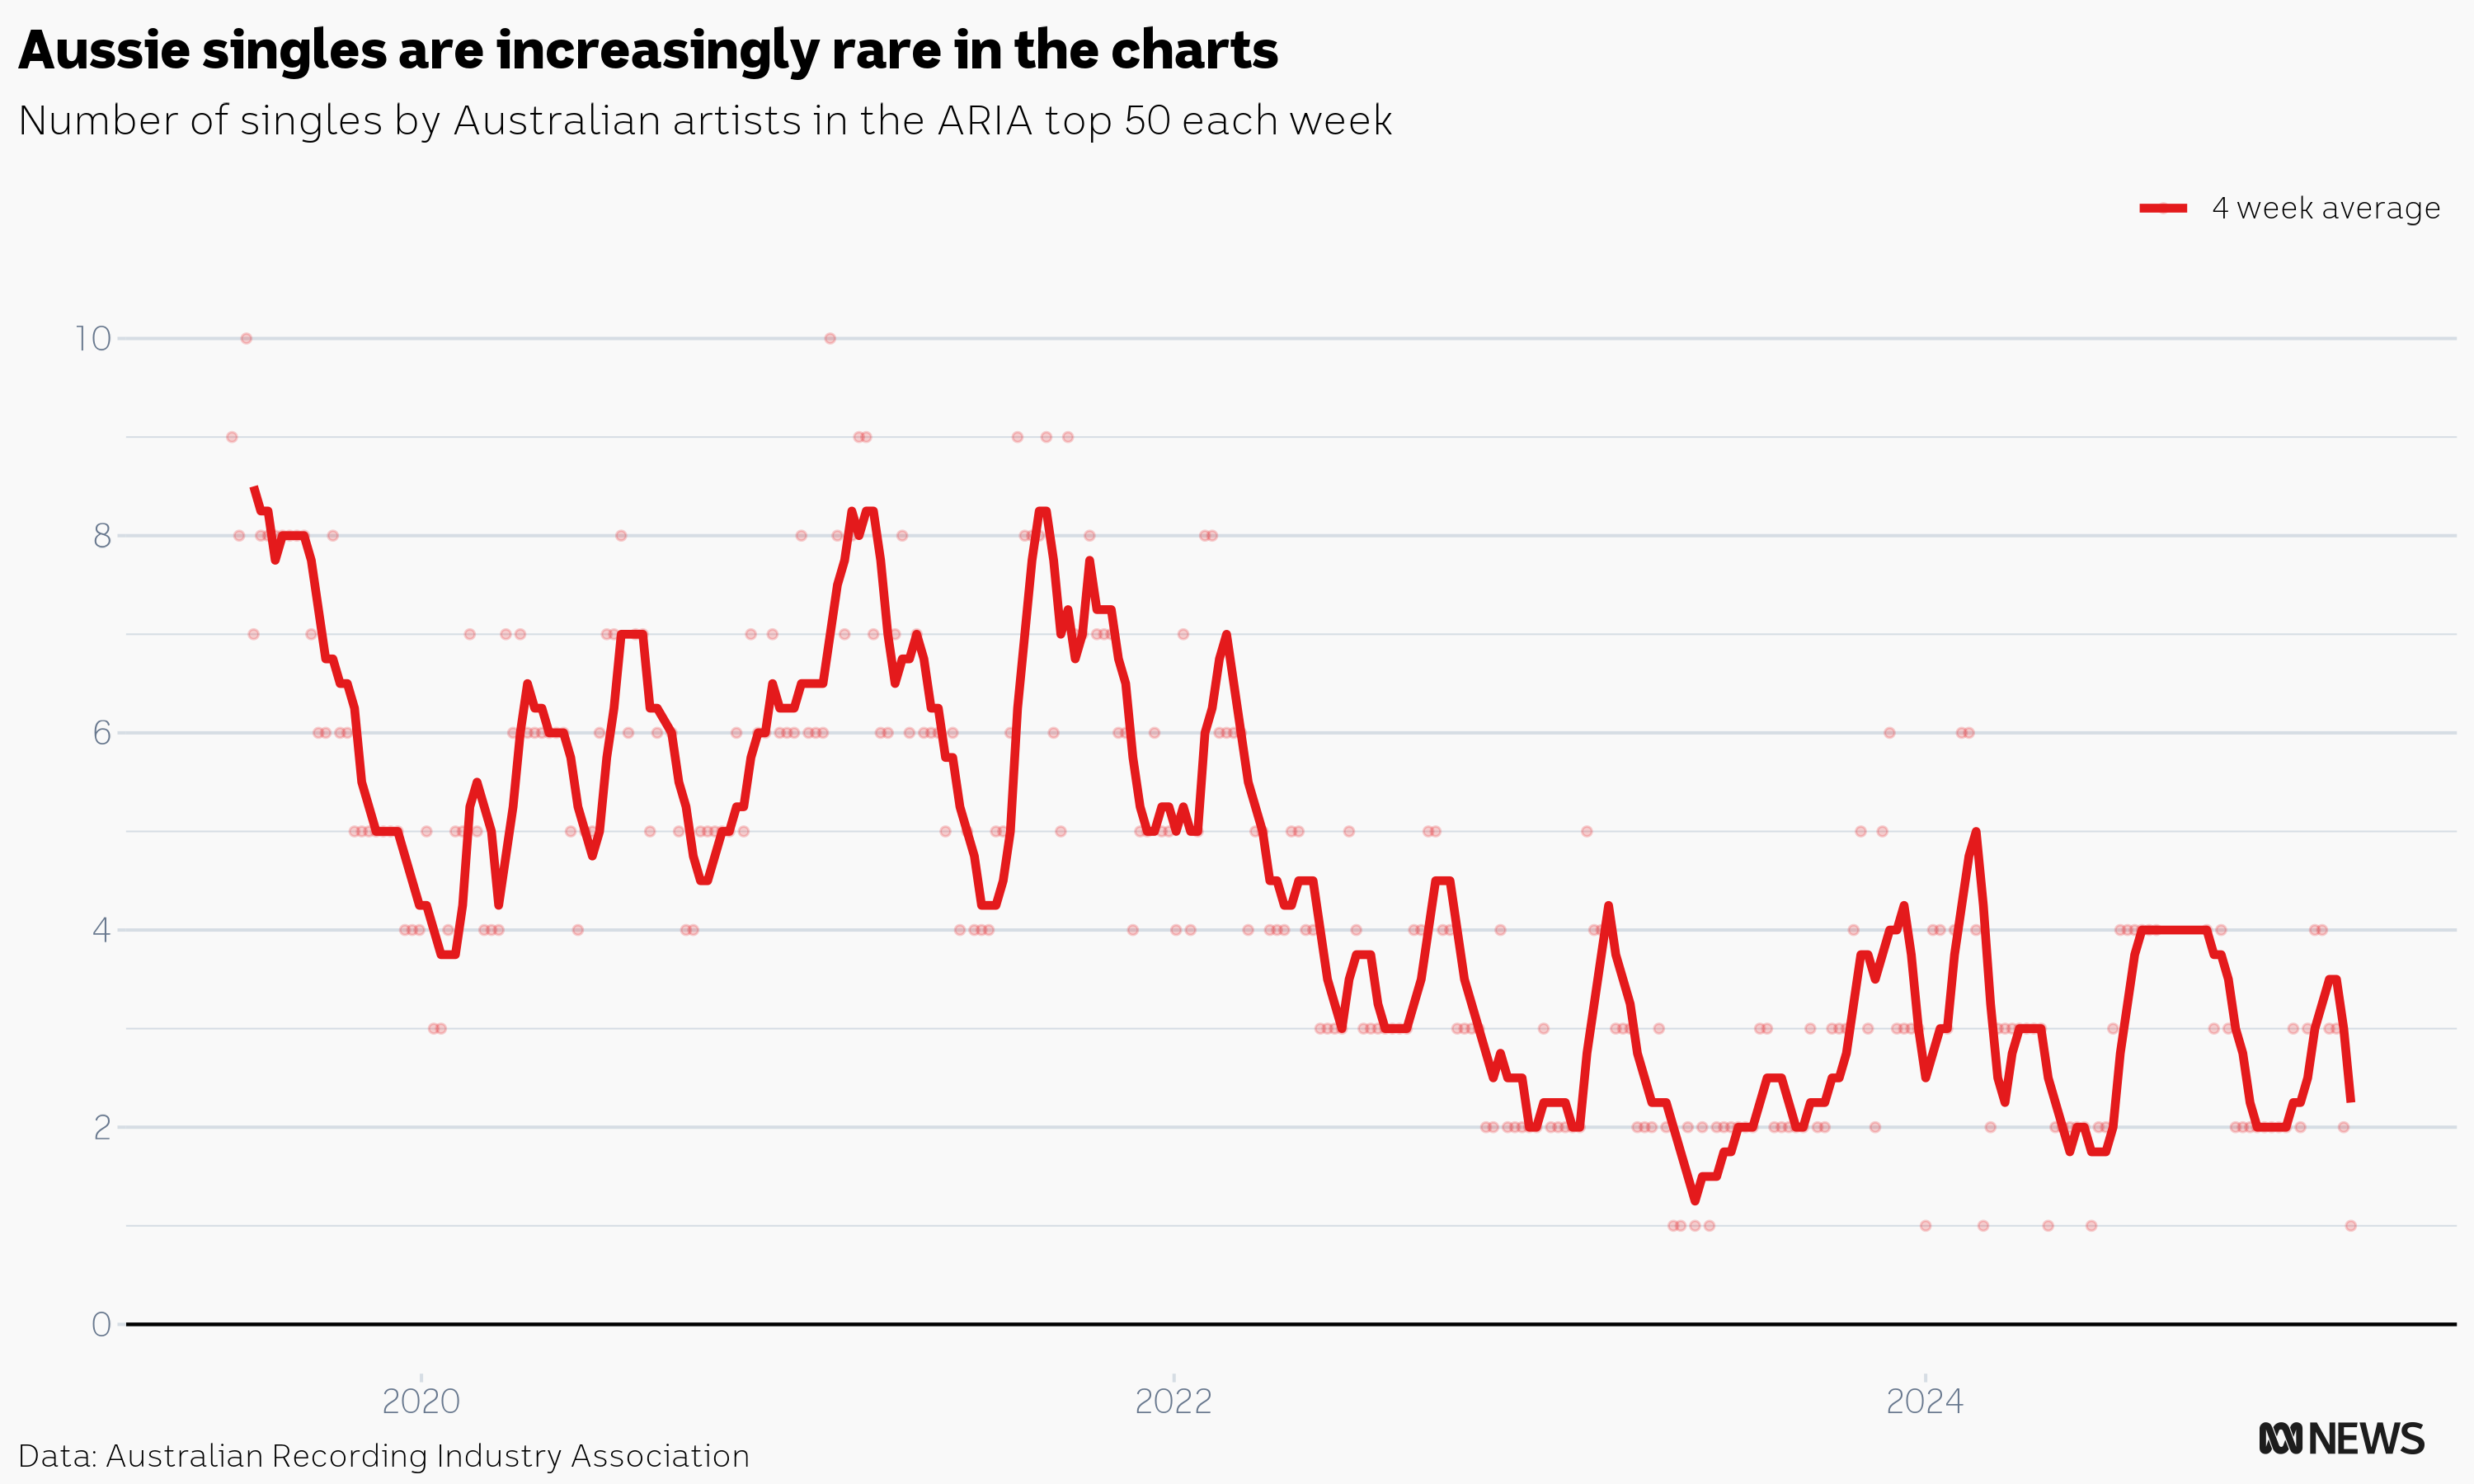 Aussie singles are increasingly rare in the charts
Number of singles by Australian artists in the ARIA top 50 each week
4 week average
10
8
6
4
2
0
2020
2022
2024
Data: Australian Recording Industry Association
NEWS